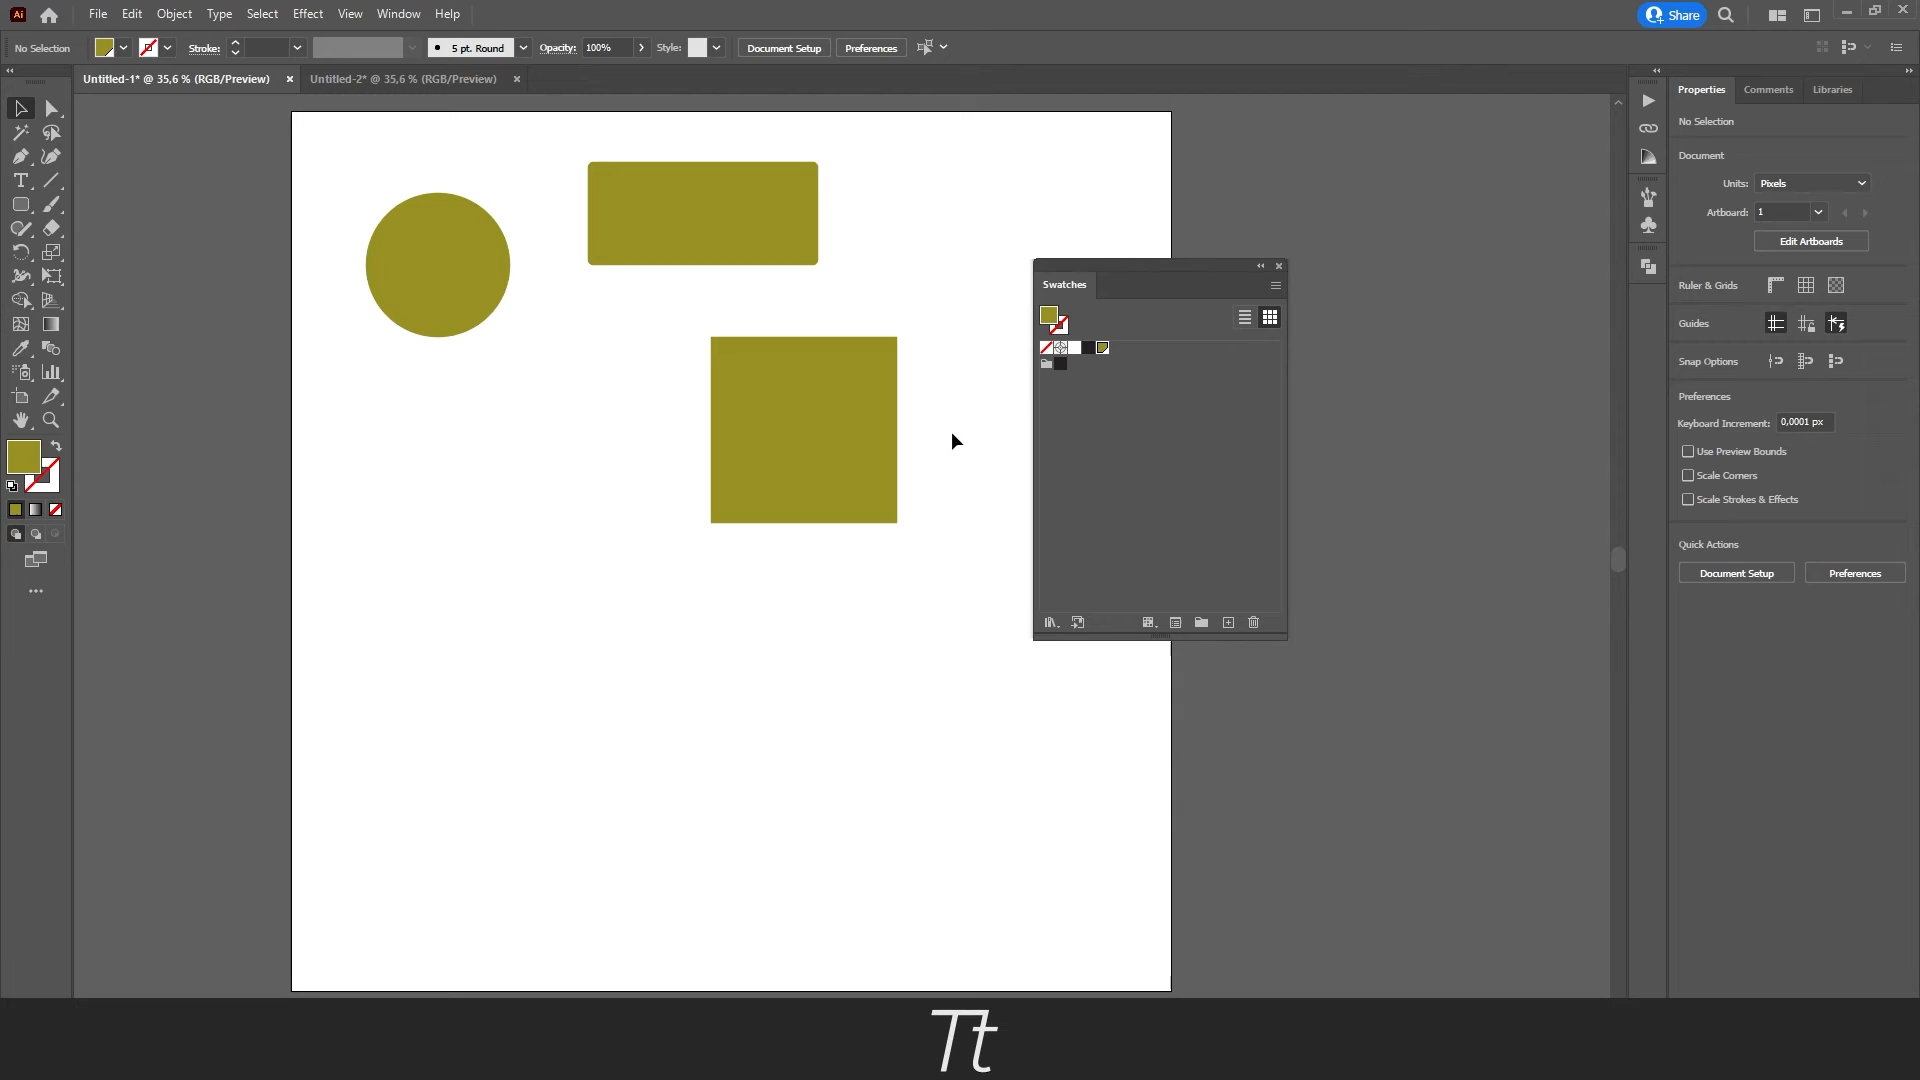 Ai File Edit Object Type Select Effect View Window Help Share
No Selection Stroke: 5 pt. Round Opacity: 100% Style: Document Setup Preferences
Untitled-1* @ 35,6 % (RGB/Preview) Untitled-2* @ 35,6 % (RGB/Preview)
Properties Comments Libraries
No Selection
Document
Units: Pixels
Artboard: 1
Edit Artboards
Ruler & Grids
Guides
Snap Options
Preferences
Keyboard Increment: 0,0001 px
Use Preview Bounds
Scale Corners
Scale Strokes & Effects
Quick Actions
Document Setup Preferences
Swatches
Tt